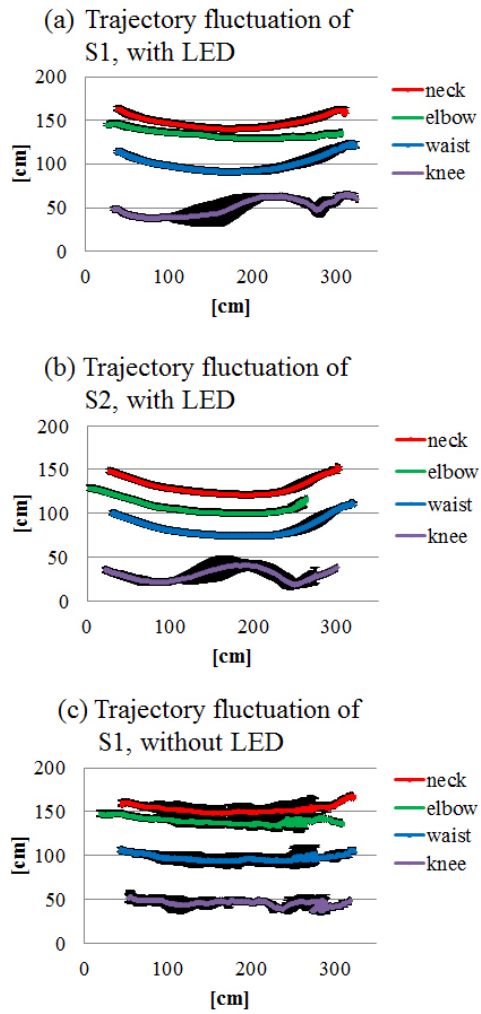 (a) Trajectory fluctuation of
S1, with LED
200
150
100
50
0
[cm]
0 100 200 300
[cm]
neck
elbow
waist
knee
(b) Trajectory fluctuation of
S2, with LED
200
150
100
50
0
[cm]
0 100 200 300
[cm]
neck
elbow
waist
knee
(c) Trajectory fluctuation of
S1, without LED
200
150
100
50
0
[cm]
0 100 200 300
[cm]
neck
elbow
waist
knee